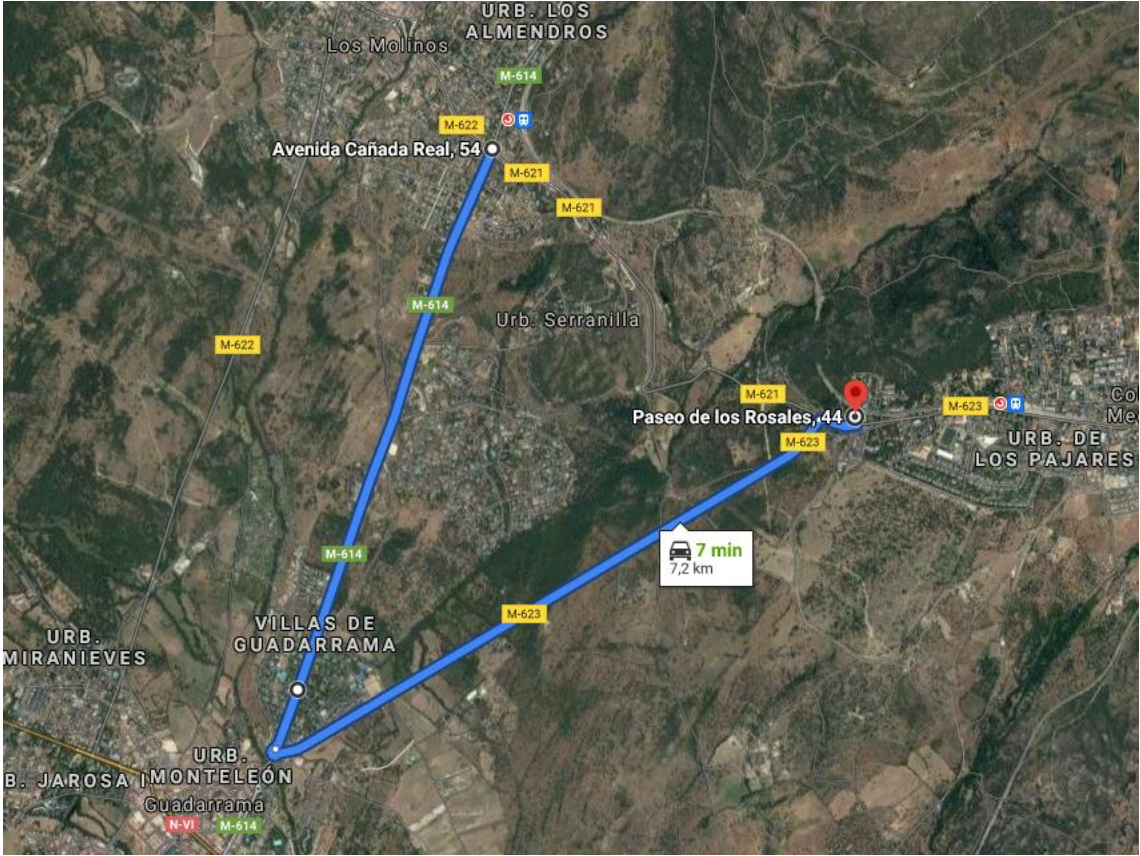 URB. LOS
ALMENDROS
Los Molinos
M-614
M-622
Avenida Cañada Real, 54
M-621
M-621
M-614
Urb. Serranilla
M-622
M-621
M-623
Co
Me
Paseo de los Rosales, 44
M-623
URB. DE
LOS PAJARES
7 min
7,2 km
M-614
M-623
VILLAS DE
GUADARRAMA
URB.
MIRANIEVES
URB.
MONTELEÓN
B. JAROSA I
Guadarrama
N-VI
M-614